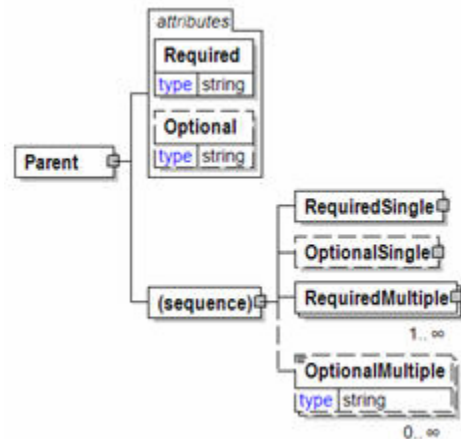 attributes
Required
type string
Optional
type string
Parent
RequiredSingle
OptionalSingle
(sequence)
RequiredMultiple
1.. ∞
OptionalMultiple
type string
0.. ∞